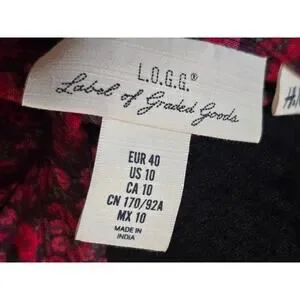 L.O.G.G.®
Label of Graded Goods
EUR 40
US 10
CA 10
CN 170/92A
MX 10
MADE IN
INDIA